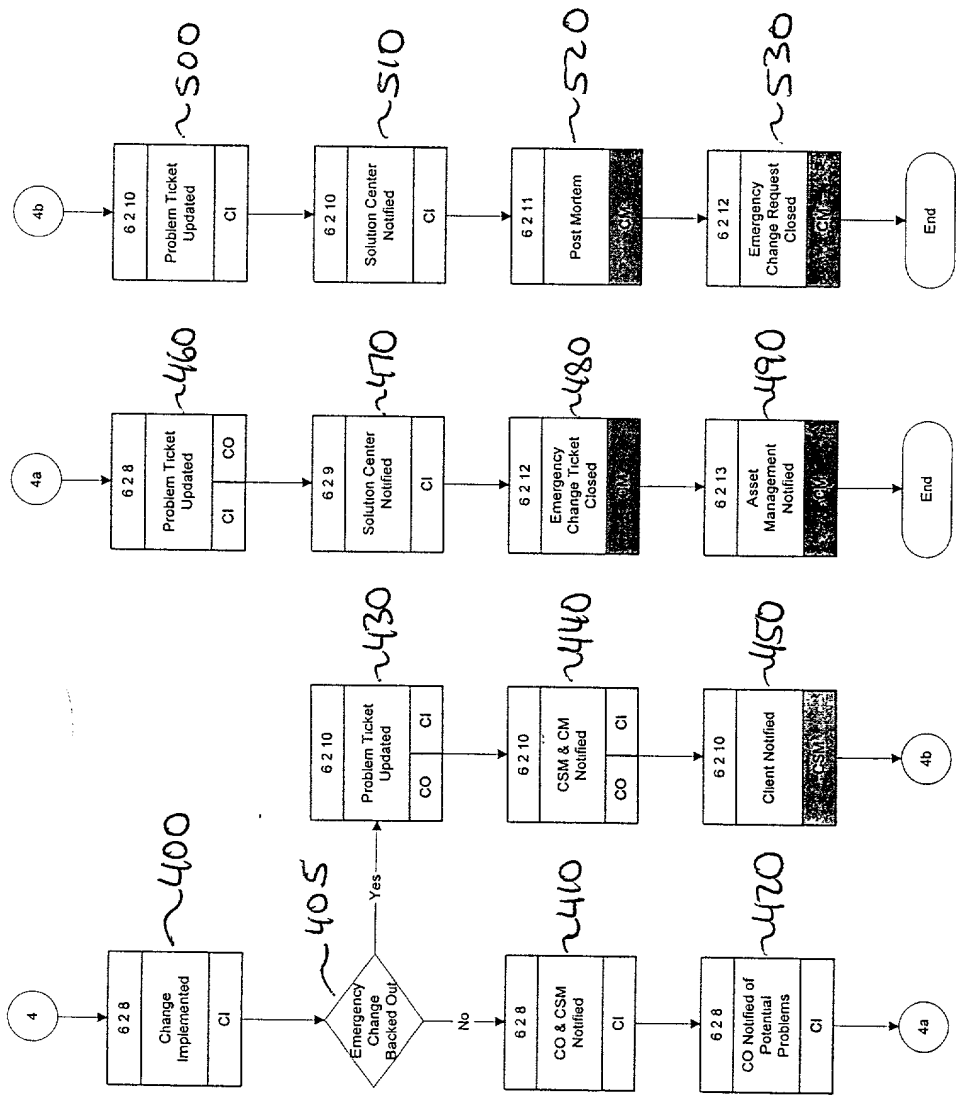 4
6 2 8
Change
Implemented
CI
~400
Emergency
Change
Backed Out
~405
Yes
No
6 2 8
CO & CSM
Notified
CI
~410
6 2 8
CO Notified of
Potential
Problems
CI
~420
4a
6 2 10
Problem Ticket
Updated
CO CI
~430
6 2 10
CSM & CM
Notified
CO CI
~440
6 2 10
Client Notified
CSM
~450
4b
4a
6 2 8
Problem Ticket
Updated
CI CO
~460
6 2 9
Solution Center
Notified
CI
~470
6 2 12
Emergency
Change Ticket
Closed
CM
~480
6 2 13
Asset
Management
Notified
CM
~490
End
4b
6 2 10
Problem Ticket
Updated
CI
~500
6 2 10
Solution Center
Notified
CI
~510
6 2 11
Post Mortem
CM
~520
6 2 12
Emergency
Change Request
Closed
CM
~530
End